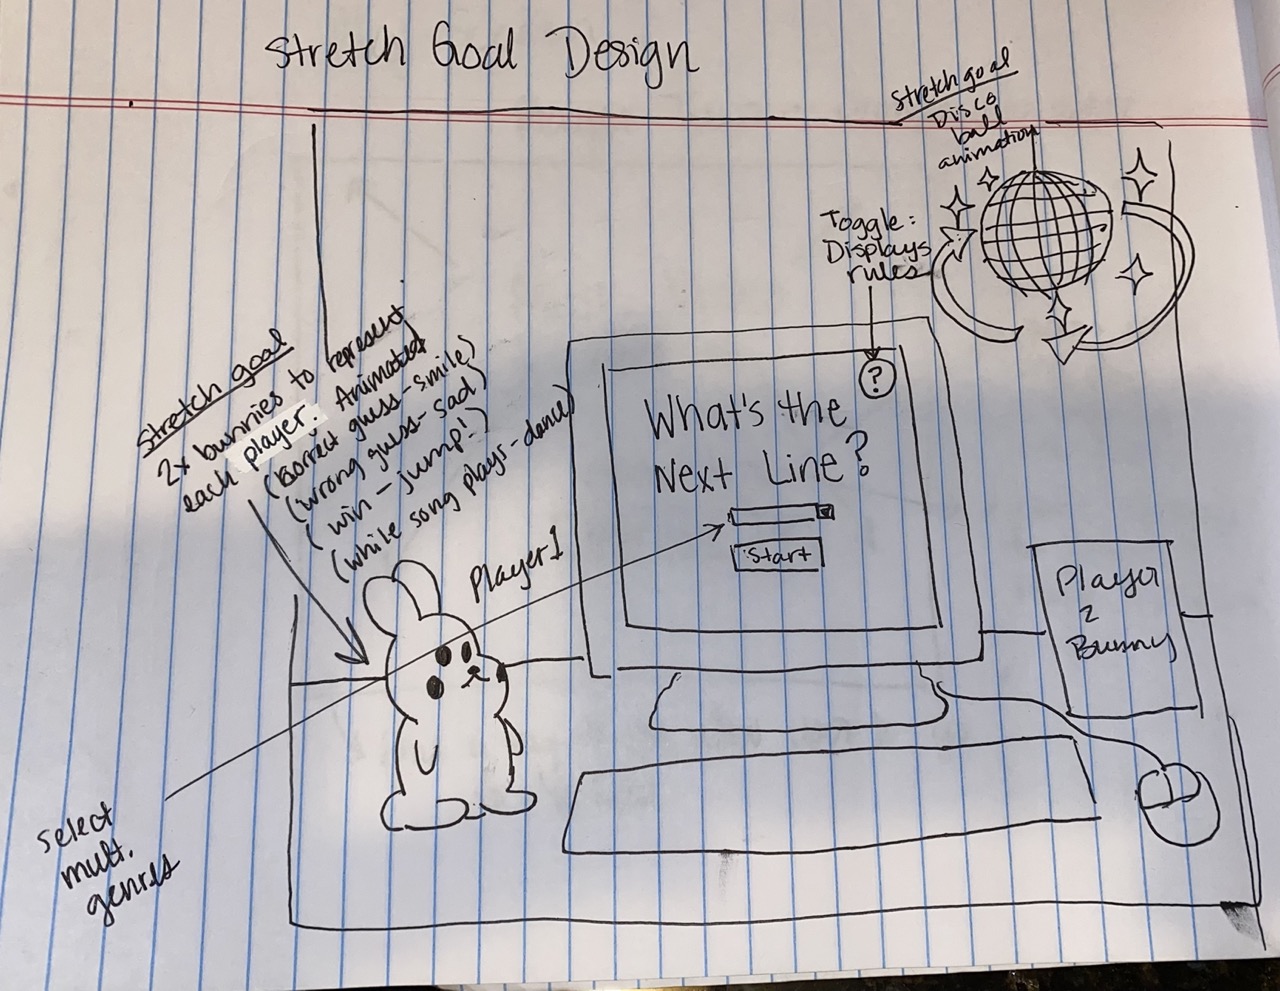 Stretch Goal Design
Stretch goal
Disco
ball
animation
Toggle:
Displays
rules
Stretch goal
2x bunnies to represent
each player. Animated
(Correct guess - smile)
(wrong guess - sad)
( win - jump!)
(while song plays - dance)
Player 1
?
What's the
Next Line?
Start
Player
2
Bunny
Select
mult.
genres